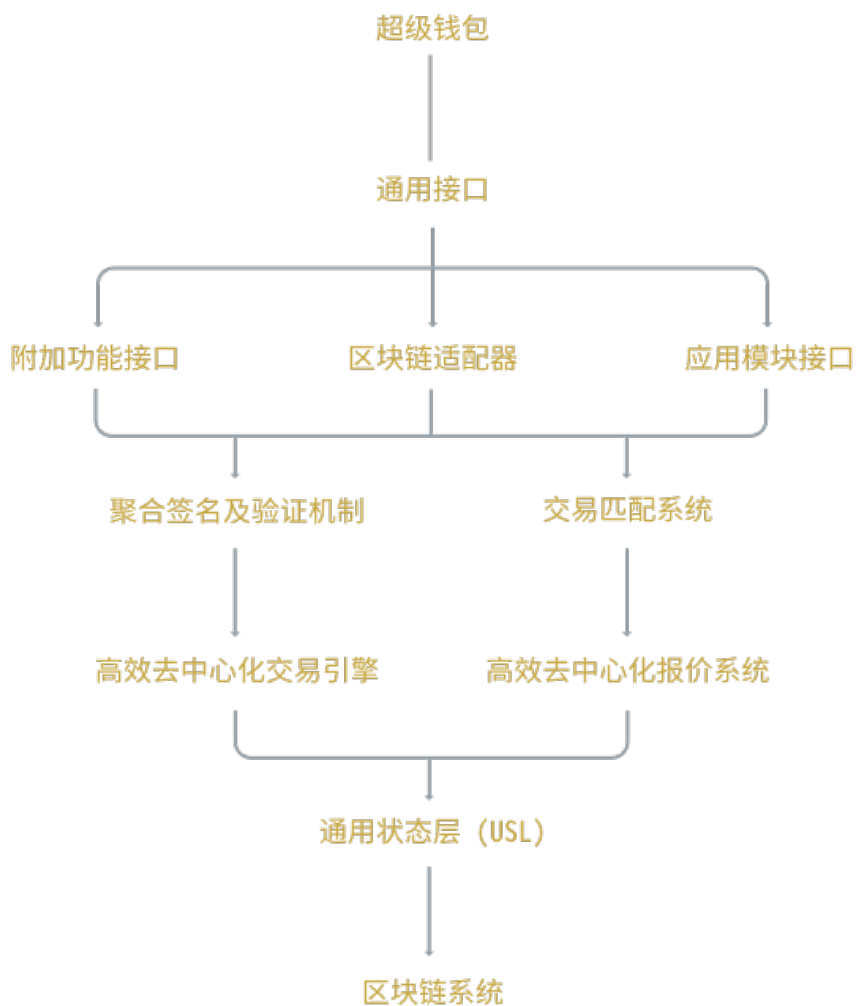 超级钱包
通用接口
附加功能接口
区块链适配器
应用模块接口
聚合签名及验证机制
交易匹配系统
高效去中心化交易引擎
高效去中心化报价系统
通用状态层 (USL)
区块链系统